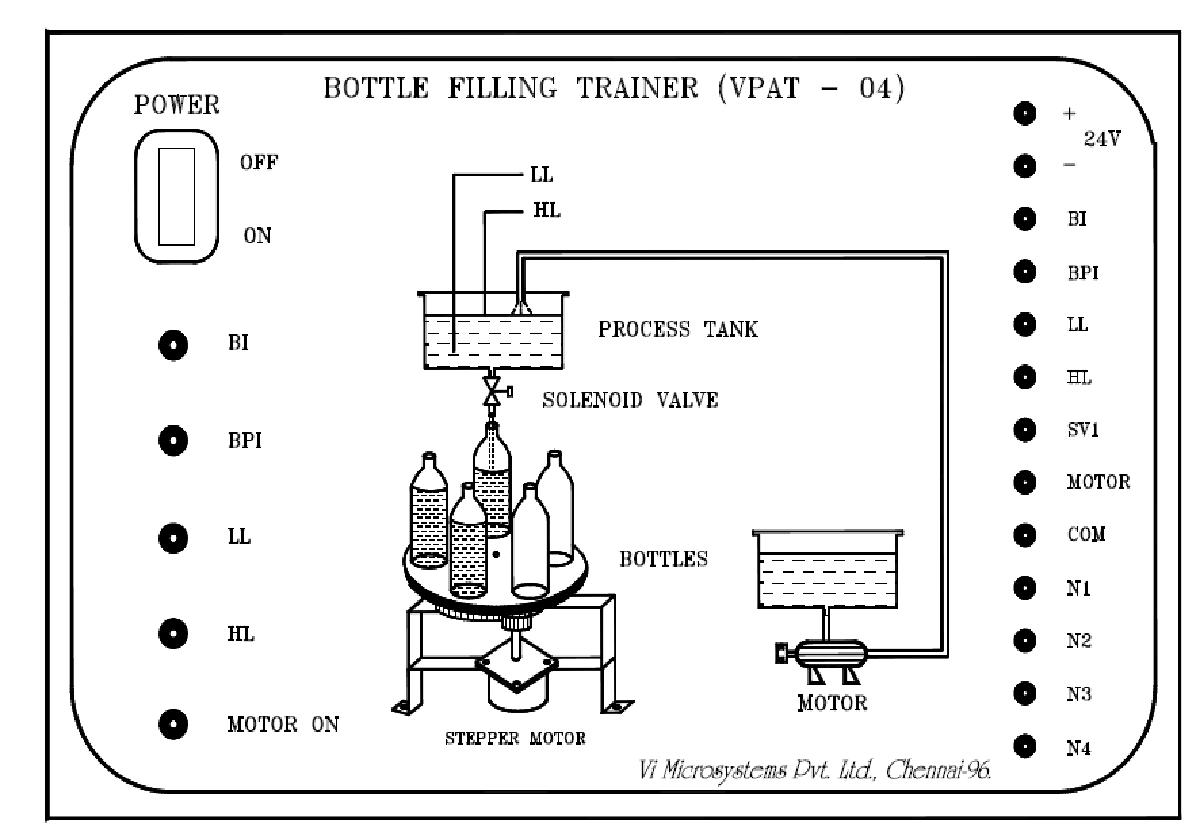 BOTTLE FILLING TRAINER (VPAT - 04)
POWER
OFF
ON
BI
BPI
LL
HL
MOTOR ON
LL
HL
PROCESS TANK
SOLENOID VALVE
BOTTLES
STEPPER MOTOR
MOTOR
+
24V
-
BI
BPI
LL
HL
SV1
MOTOR
COM
N1
N2
N3
N4
Vi Microsystems Pvt. Ltd., Chennai-96.